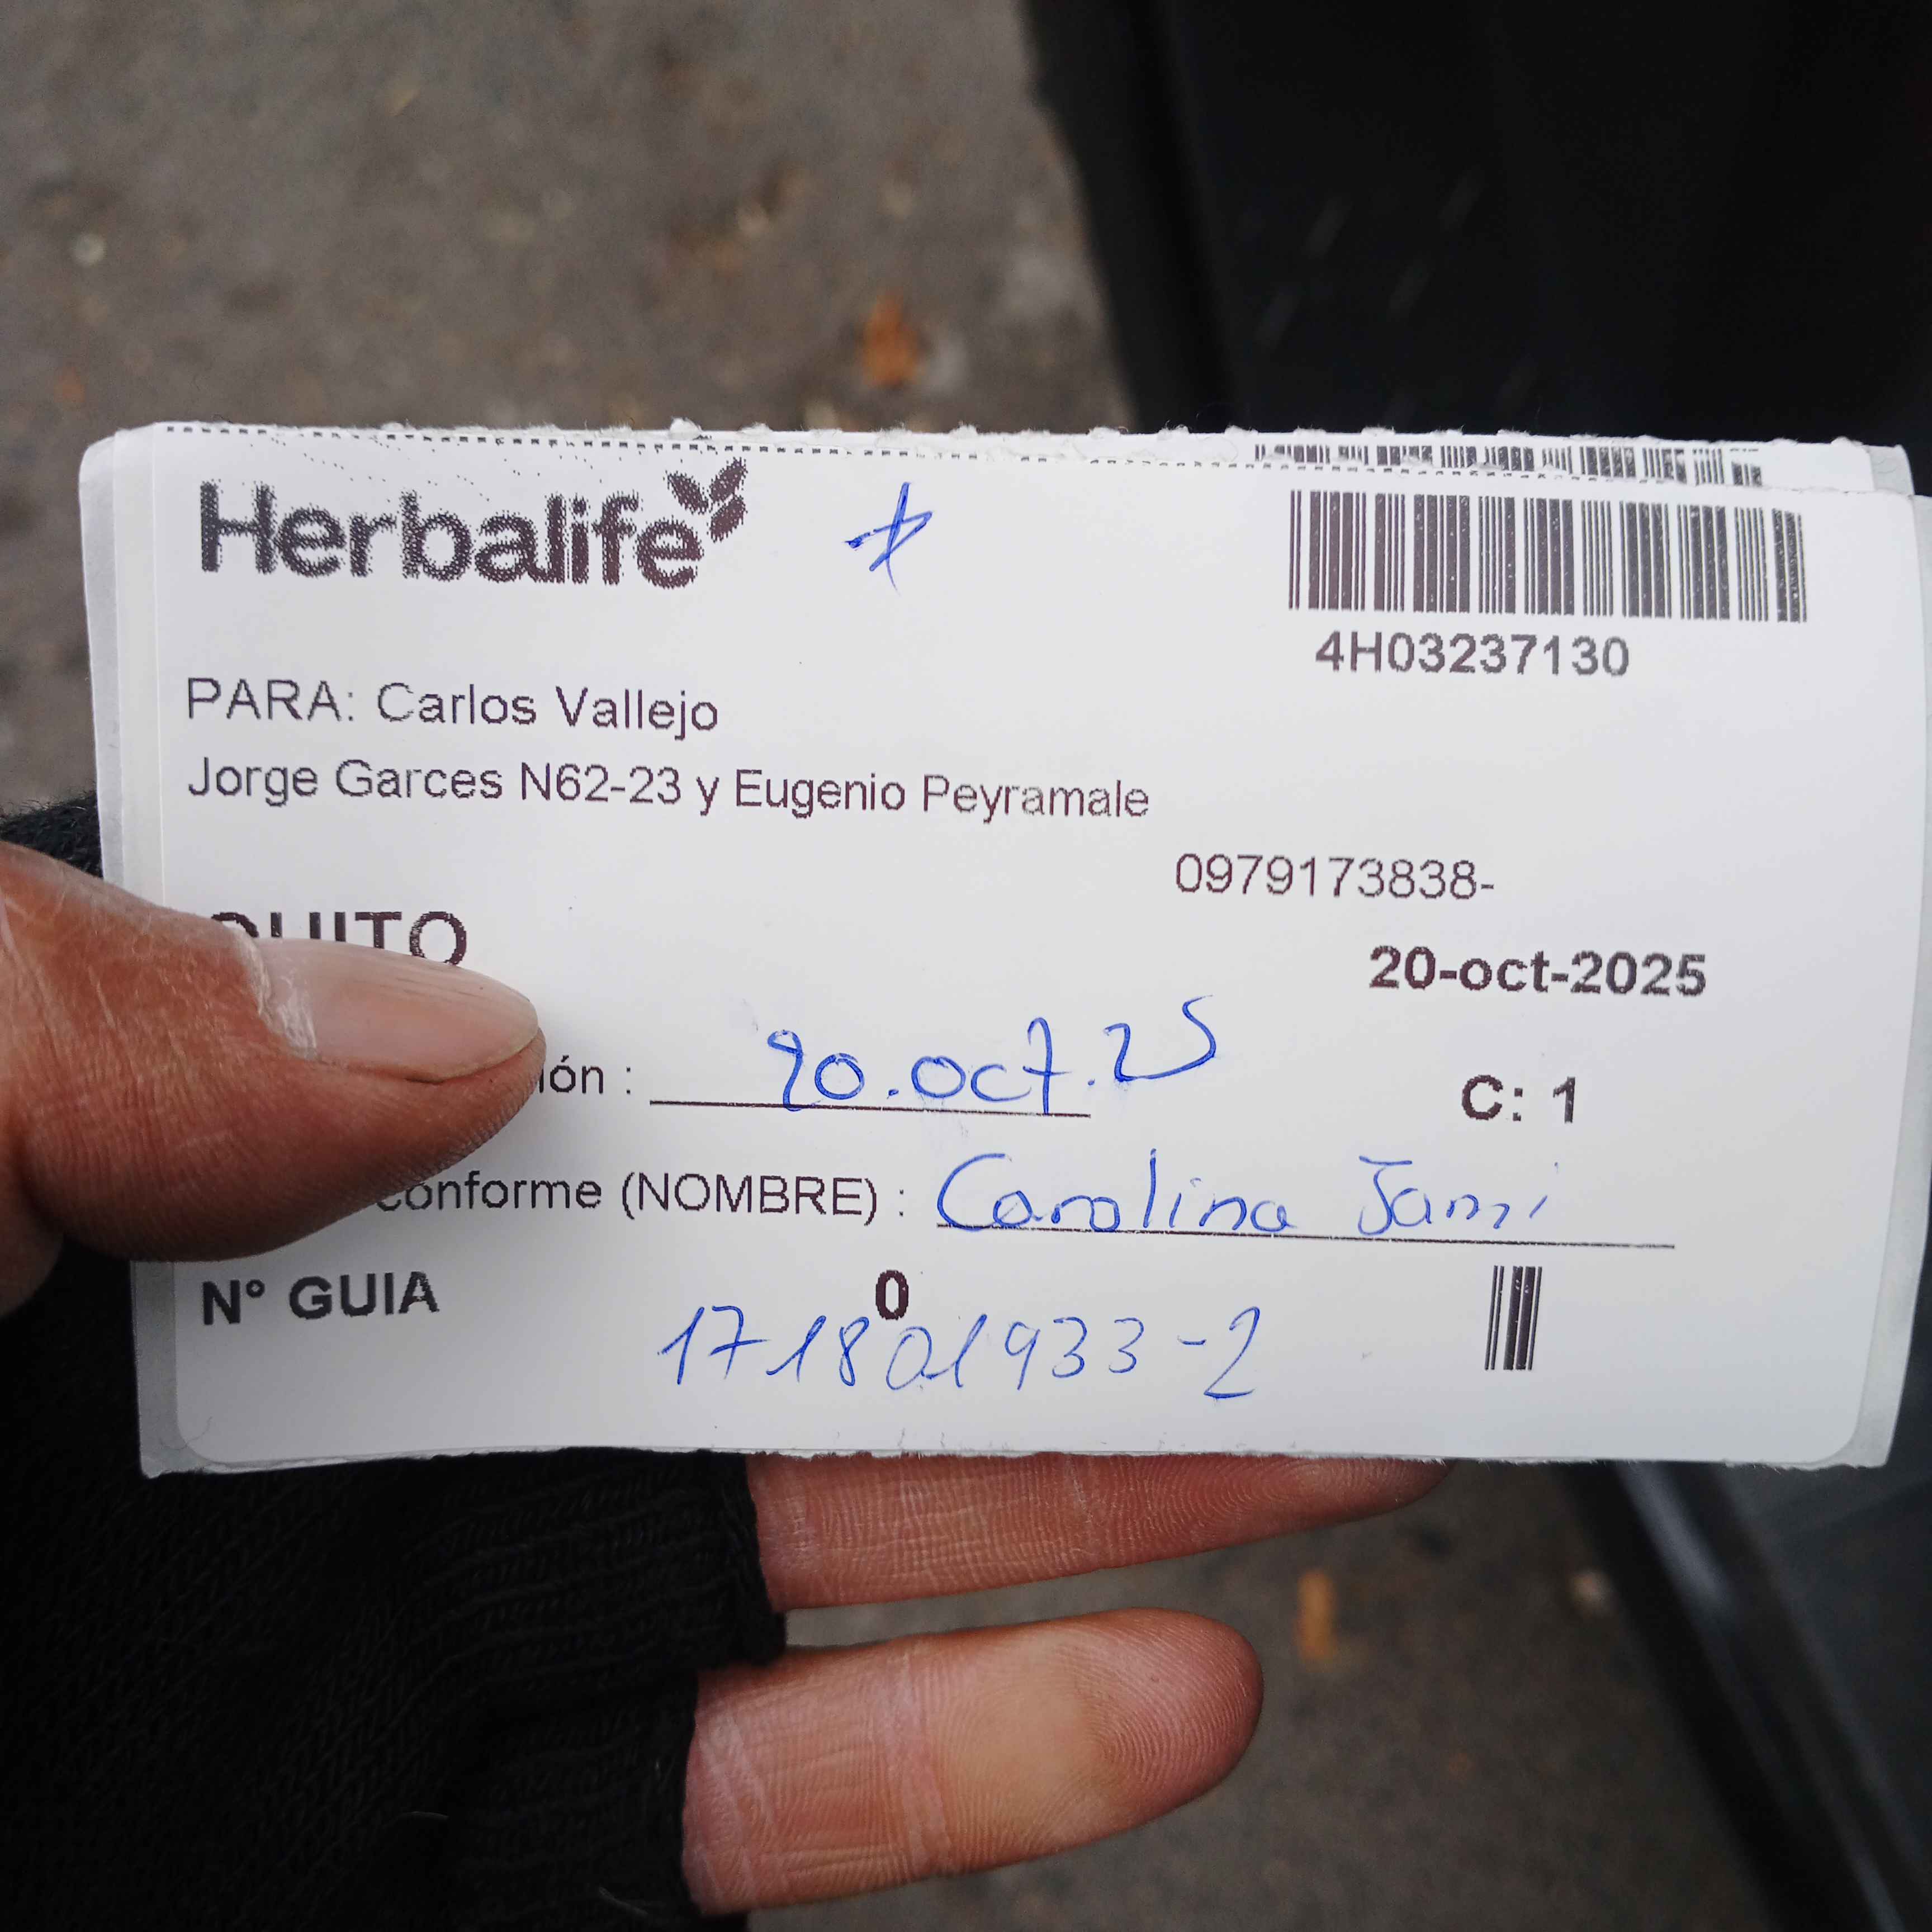 Herbalife
4H03237130
PARA: Carlos Vallejo
Jorge Garces N62-23 y Eugenio Peyramale
0979173838-
QUITO
20-oct-2025
ión : 20.oct.25
C: 1
conforme (NOMBRE) : Carolina Jami
N° GUIA 0
171801933-2